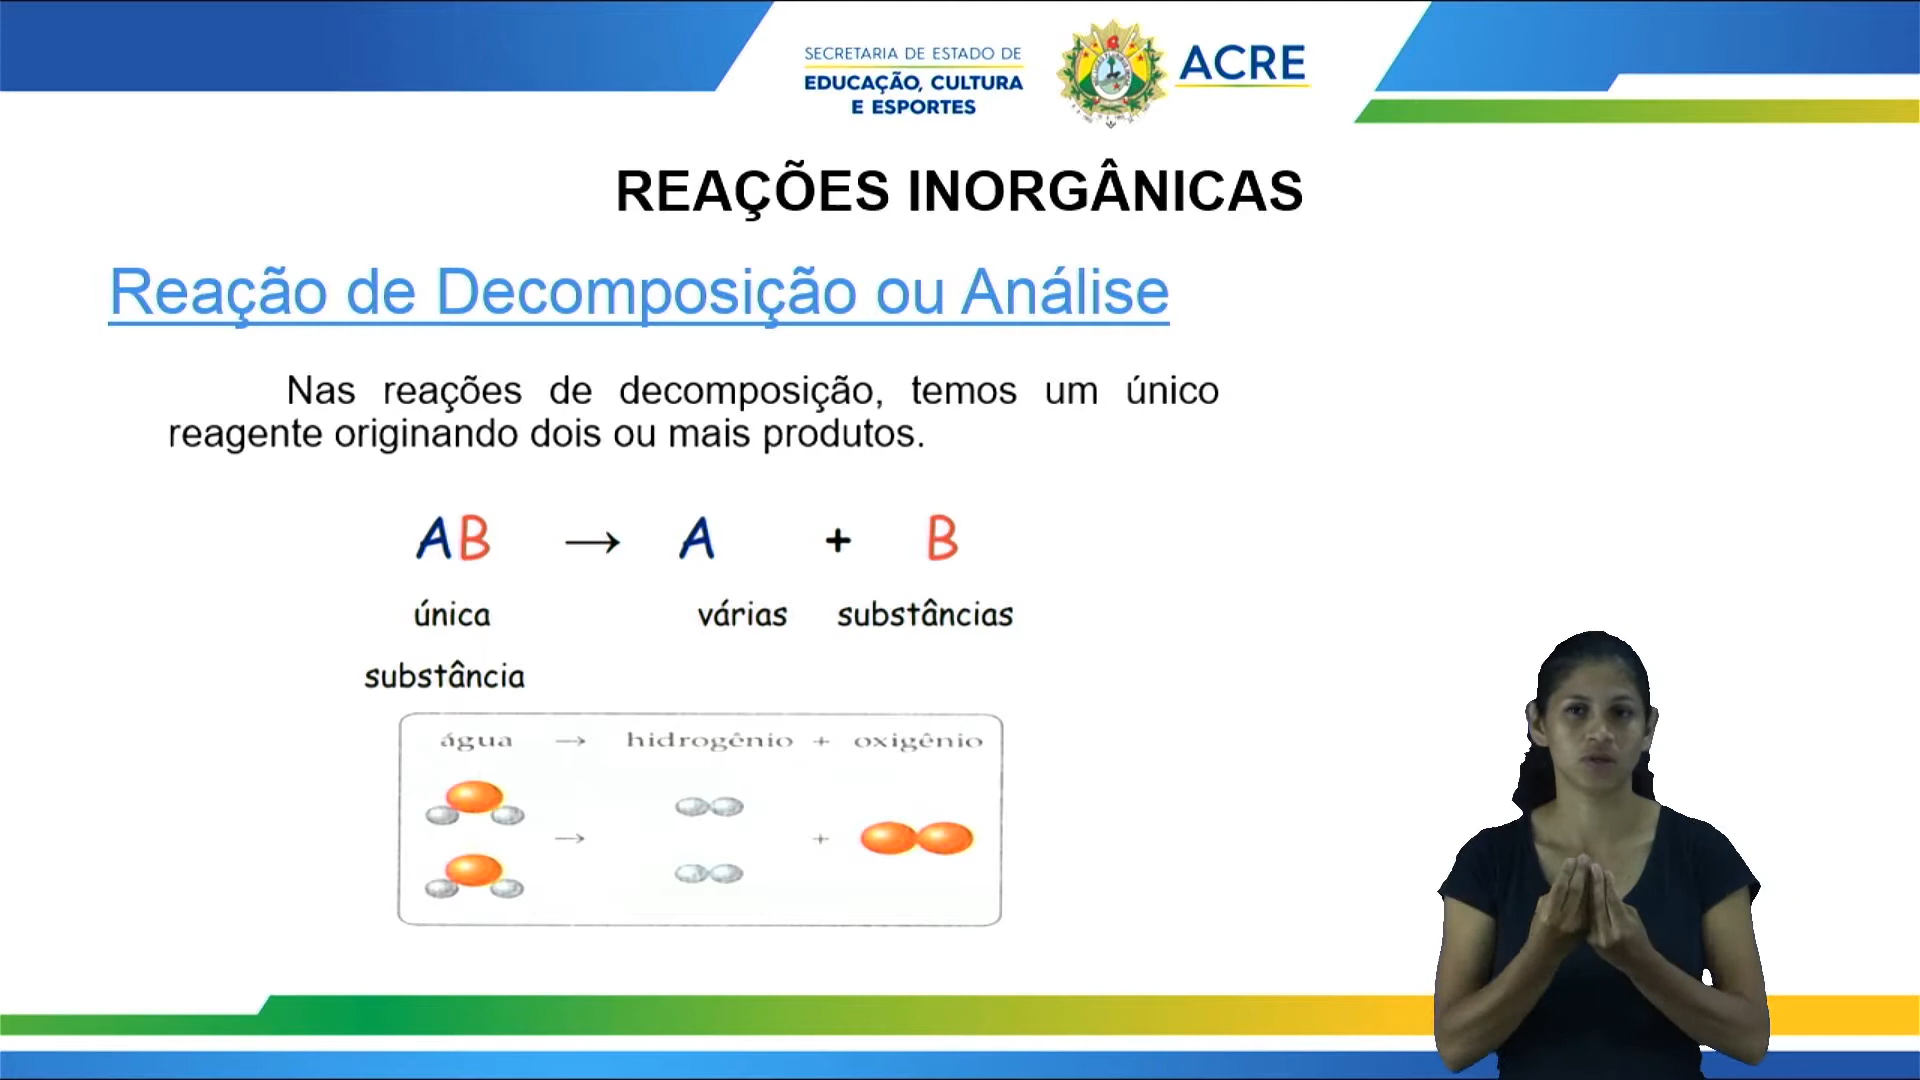 SECRETARIA DE ESTADO DE
EDUCAÇÃO, CULTURA
E ESPORTES
ACRE
REAÇÕES INORGÂNICAS
Reação de Decomposição ou Análise
Nas reações de decomposição, temos um único
reagente originando dois ou mais produtos.
AB → A + B
única várias substâncias
substância
água → hidrogênio + oxigênio
→ +